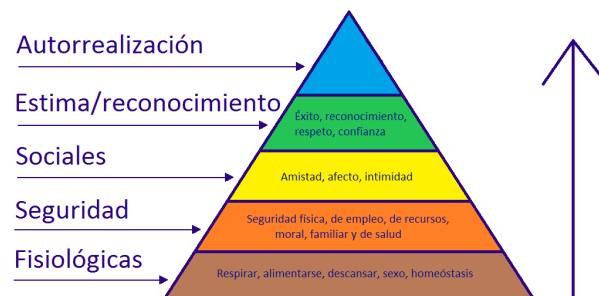 Autorrealización
Estima/reconocimiento
Éxito, reconocimiento,
respeto, confianza
Sociales
Amistad, afecto, intimidad
Seguridad
Seguridad física, de empleo, de recursos,
moral, familiar y de salud
Fisiológicas
Respirar, alimentarse, descansar, sexo, homeóstasis